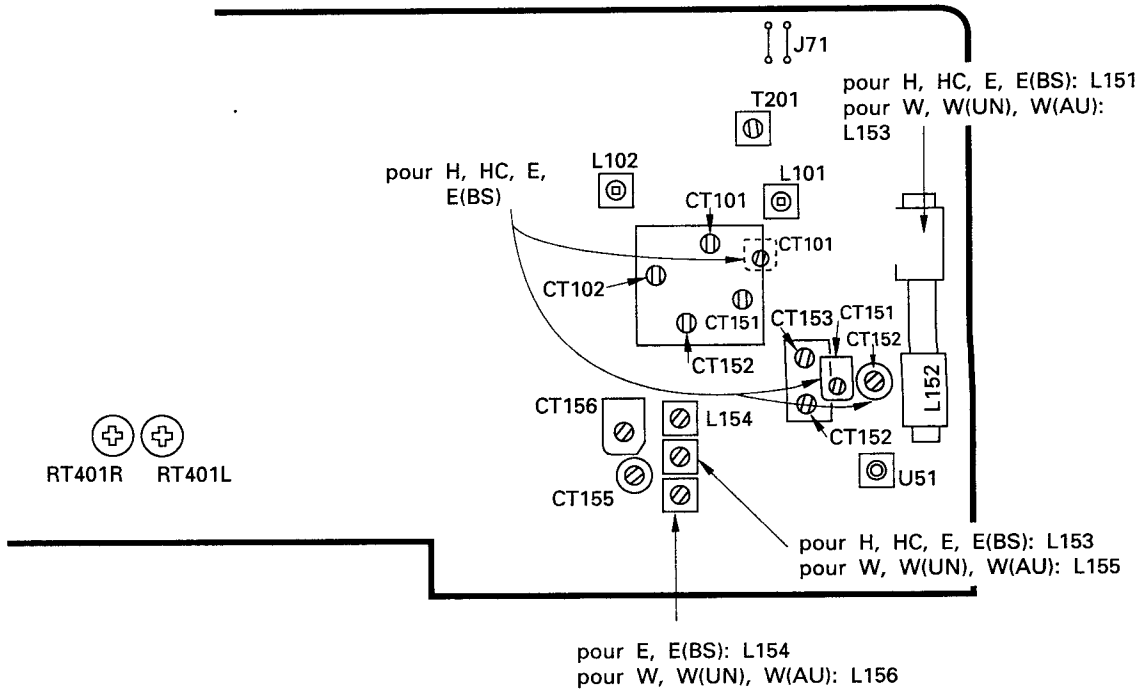 J71
pour H, HC, E, E(BS): L151
pour W, W(UN), W(AU):
L153
T201
L102
L101
pour H, HC, E,
E(BS)
CT101
CT101
CT102
CT151
CT152
CT153
CT151
CT152
L152
CT152
CT156
L154
CT155
U51
RT401R
RT401L
pour H, HC, E, E(BS): L153
pour W, W(UN), W(AU): L155
pour E, E(BS): L154
pour W, W(UN), W(AU): L156